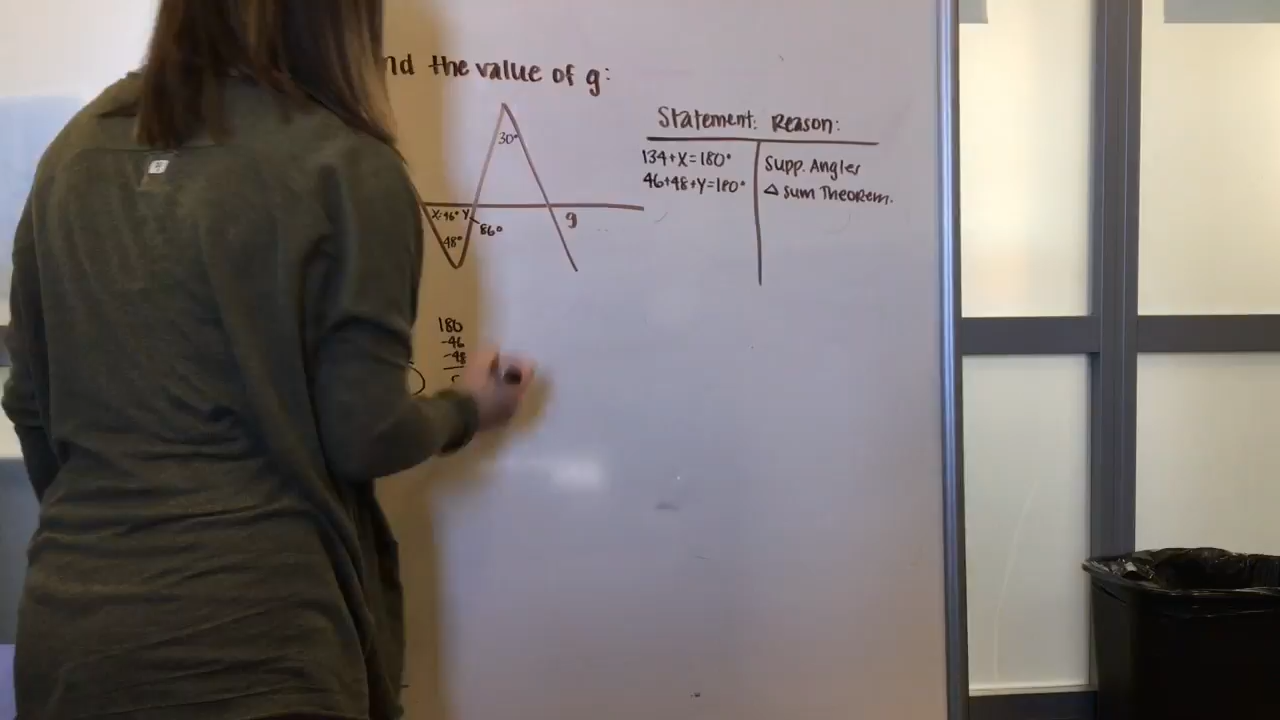 nd the value of g:
Statement: Reason:
134+x=180° Supp. Angles
46+48+y=180° △ Sum Theorem.
30°
x=46° y
86°
48°
g
180
-46
-48